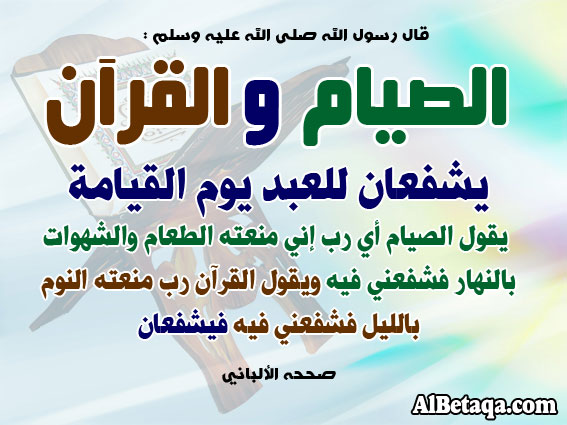 قال رسول الله صلى الله عليه وسلم :
الصيام و القرآن
يشفعان للعبد يوم القيامة
يقول الصيام أي رب إني منعته الطعام والشهوات
بالنهار فشفعني فيه ويقول القرآن رب منعته النوم
بالليل فشفعني فيه فيشفعان
صححه الألباني
AlBetaqa.com